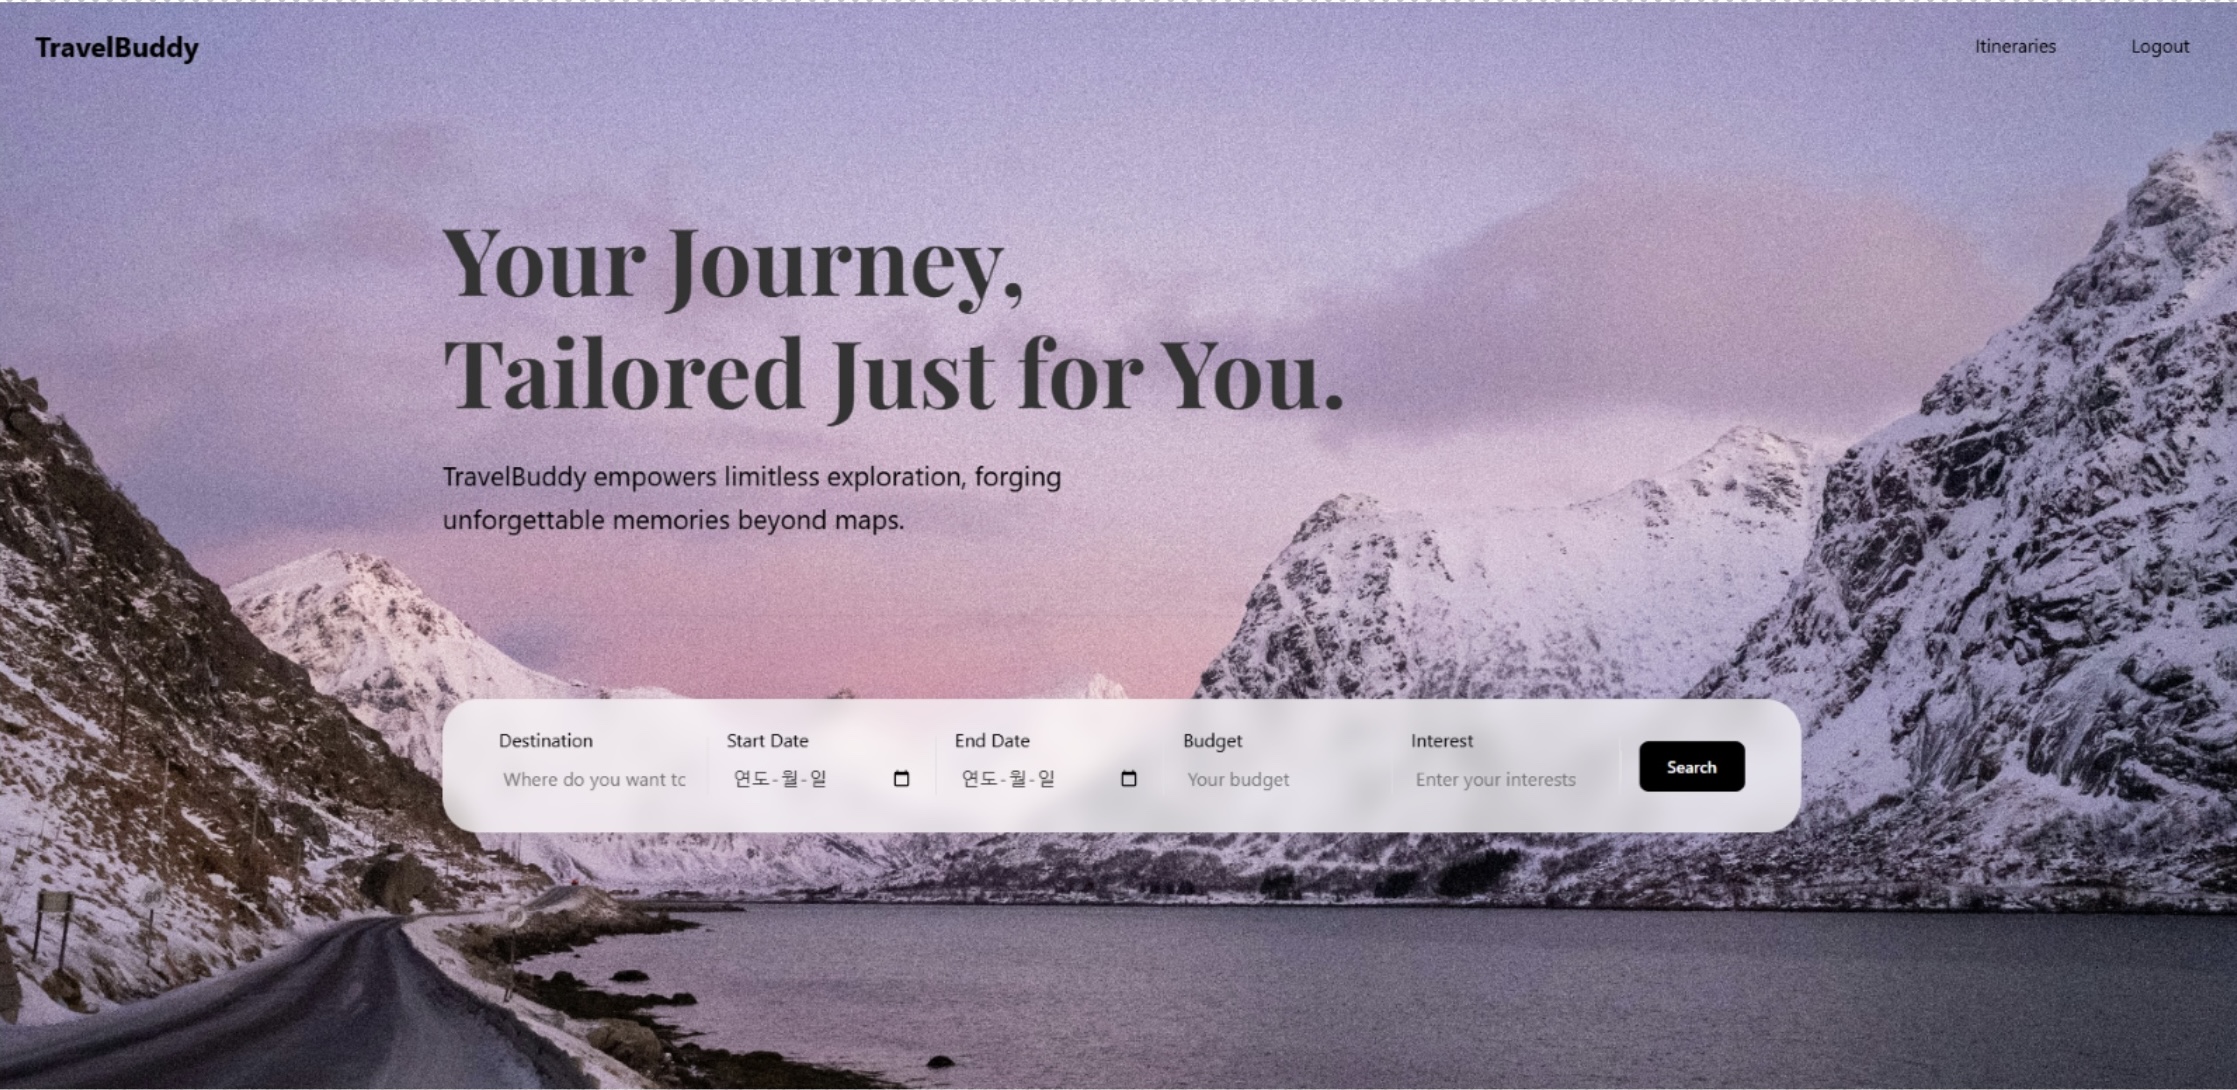 TravelBuddy
Itineraries
Logout
Your Journey,
Tailored Just for You.
TravelBuddy empowers limitless exploration, forging
unforgettable memories beyond maps.
Destination
Start Date
End Date
Budget
Interest
Where do you want tc
연도-월-일
연도-월-일
Your budget
Enter your interests
Search